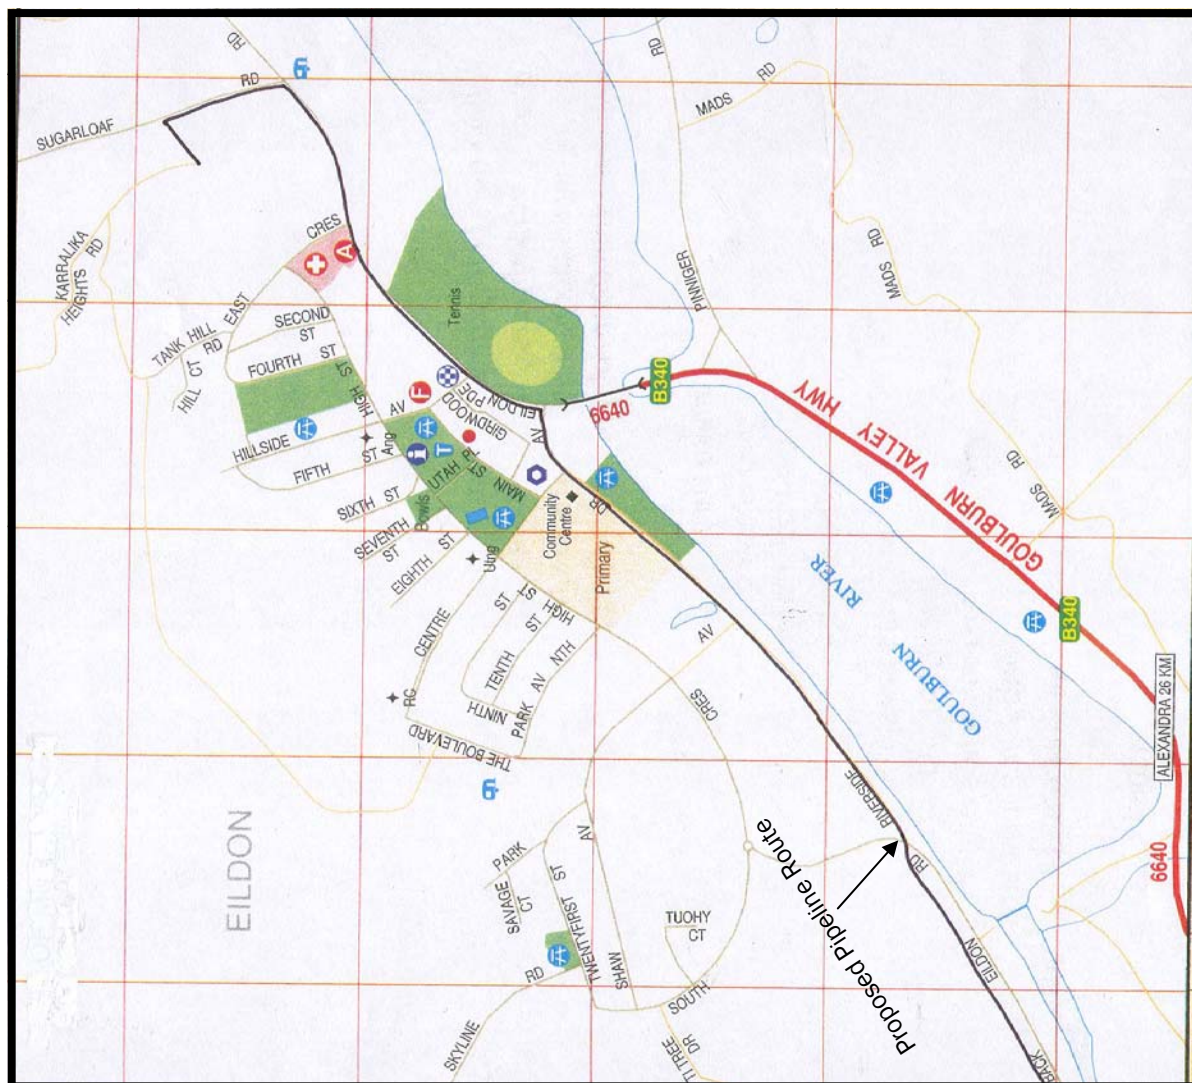 RD
RD
SUGARLOAF
RD
MADS
RD
CRES
KARRALIKA
HEIGHTS RD
A
PINNIGER
MADS RD
EAST
SECOND
ST
TANK HILL
RD
HILL CT
FOURTH ST
Tennis
HIGH ST
F
EILDON PDE
GIRDWOOD
B340
6640
GOULBURN VALLEY HWY
AV
AV
HILLSIDE
FIFTH ST
Ang
i
T
UTAH
PL
ST
MAIN
MADS RD
SIXTH ST
Bowls
SEVENTH
ST
EIGHTH ST
Uting
Community
Centre
DR
Primary
RIVER
GOULBURN
B340
CENTRE
ST
ST
HIGH
TENTH ST
NINTH
PARK AV NTH
RC
THE BOULEVARD
AV
CRES
ALEXANDRA 26 KM
6640
EILDON
RIVERSIDE
RD
Proposed Pipeline Route
PARK
AV
SAVAGE
CT
TWENTYFIRST ST
SHAW
TUOHY
CT
SOUTH
RD
SKYLINE
TI TREE
DR
EILDON
BACK